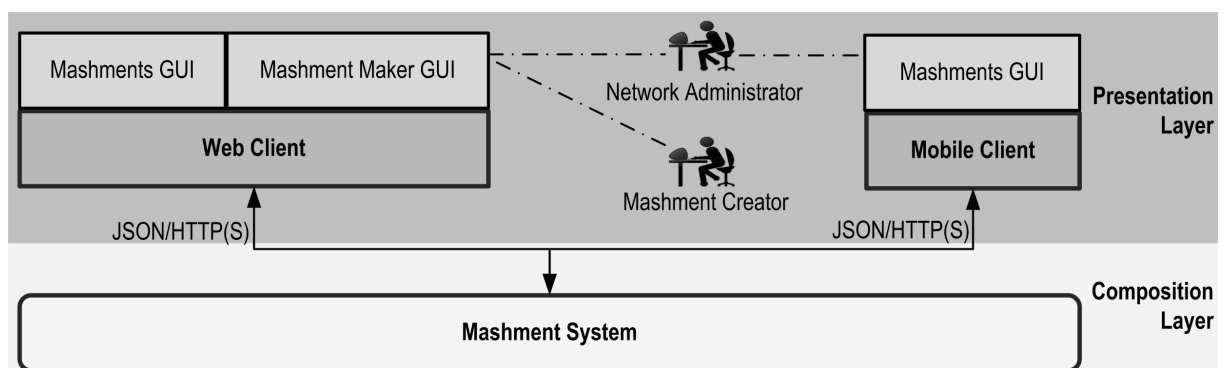 Mashments GUI
Mashment Maker GUI
Web Client
Network Administrator
Mashment Creator
Mashments GUI
Mobile Client
Presentation
Layer
JSON/HTTP(S)
JSON/HTTP(S)
Mashment System
Composition
Layer